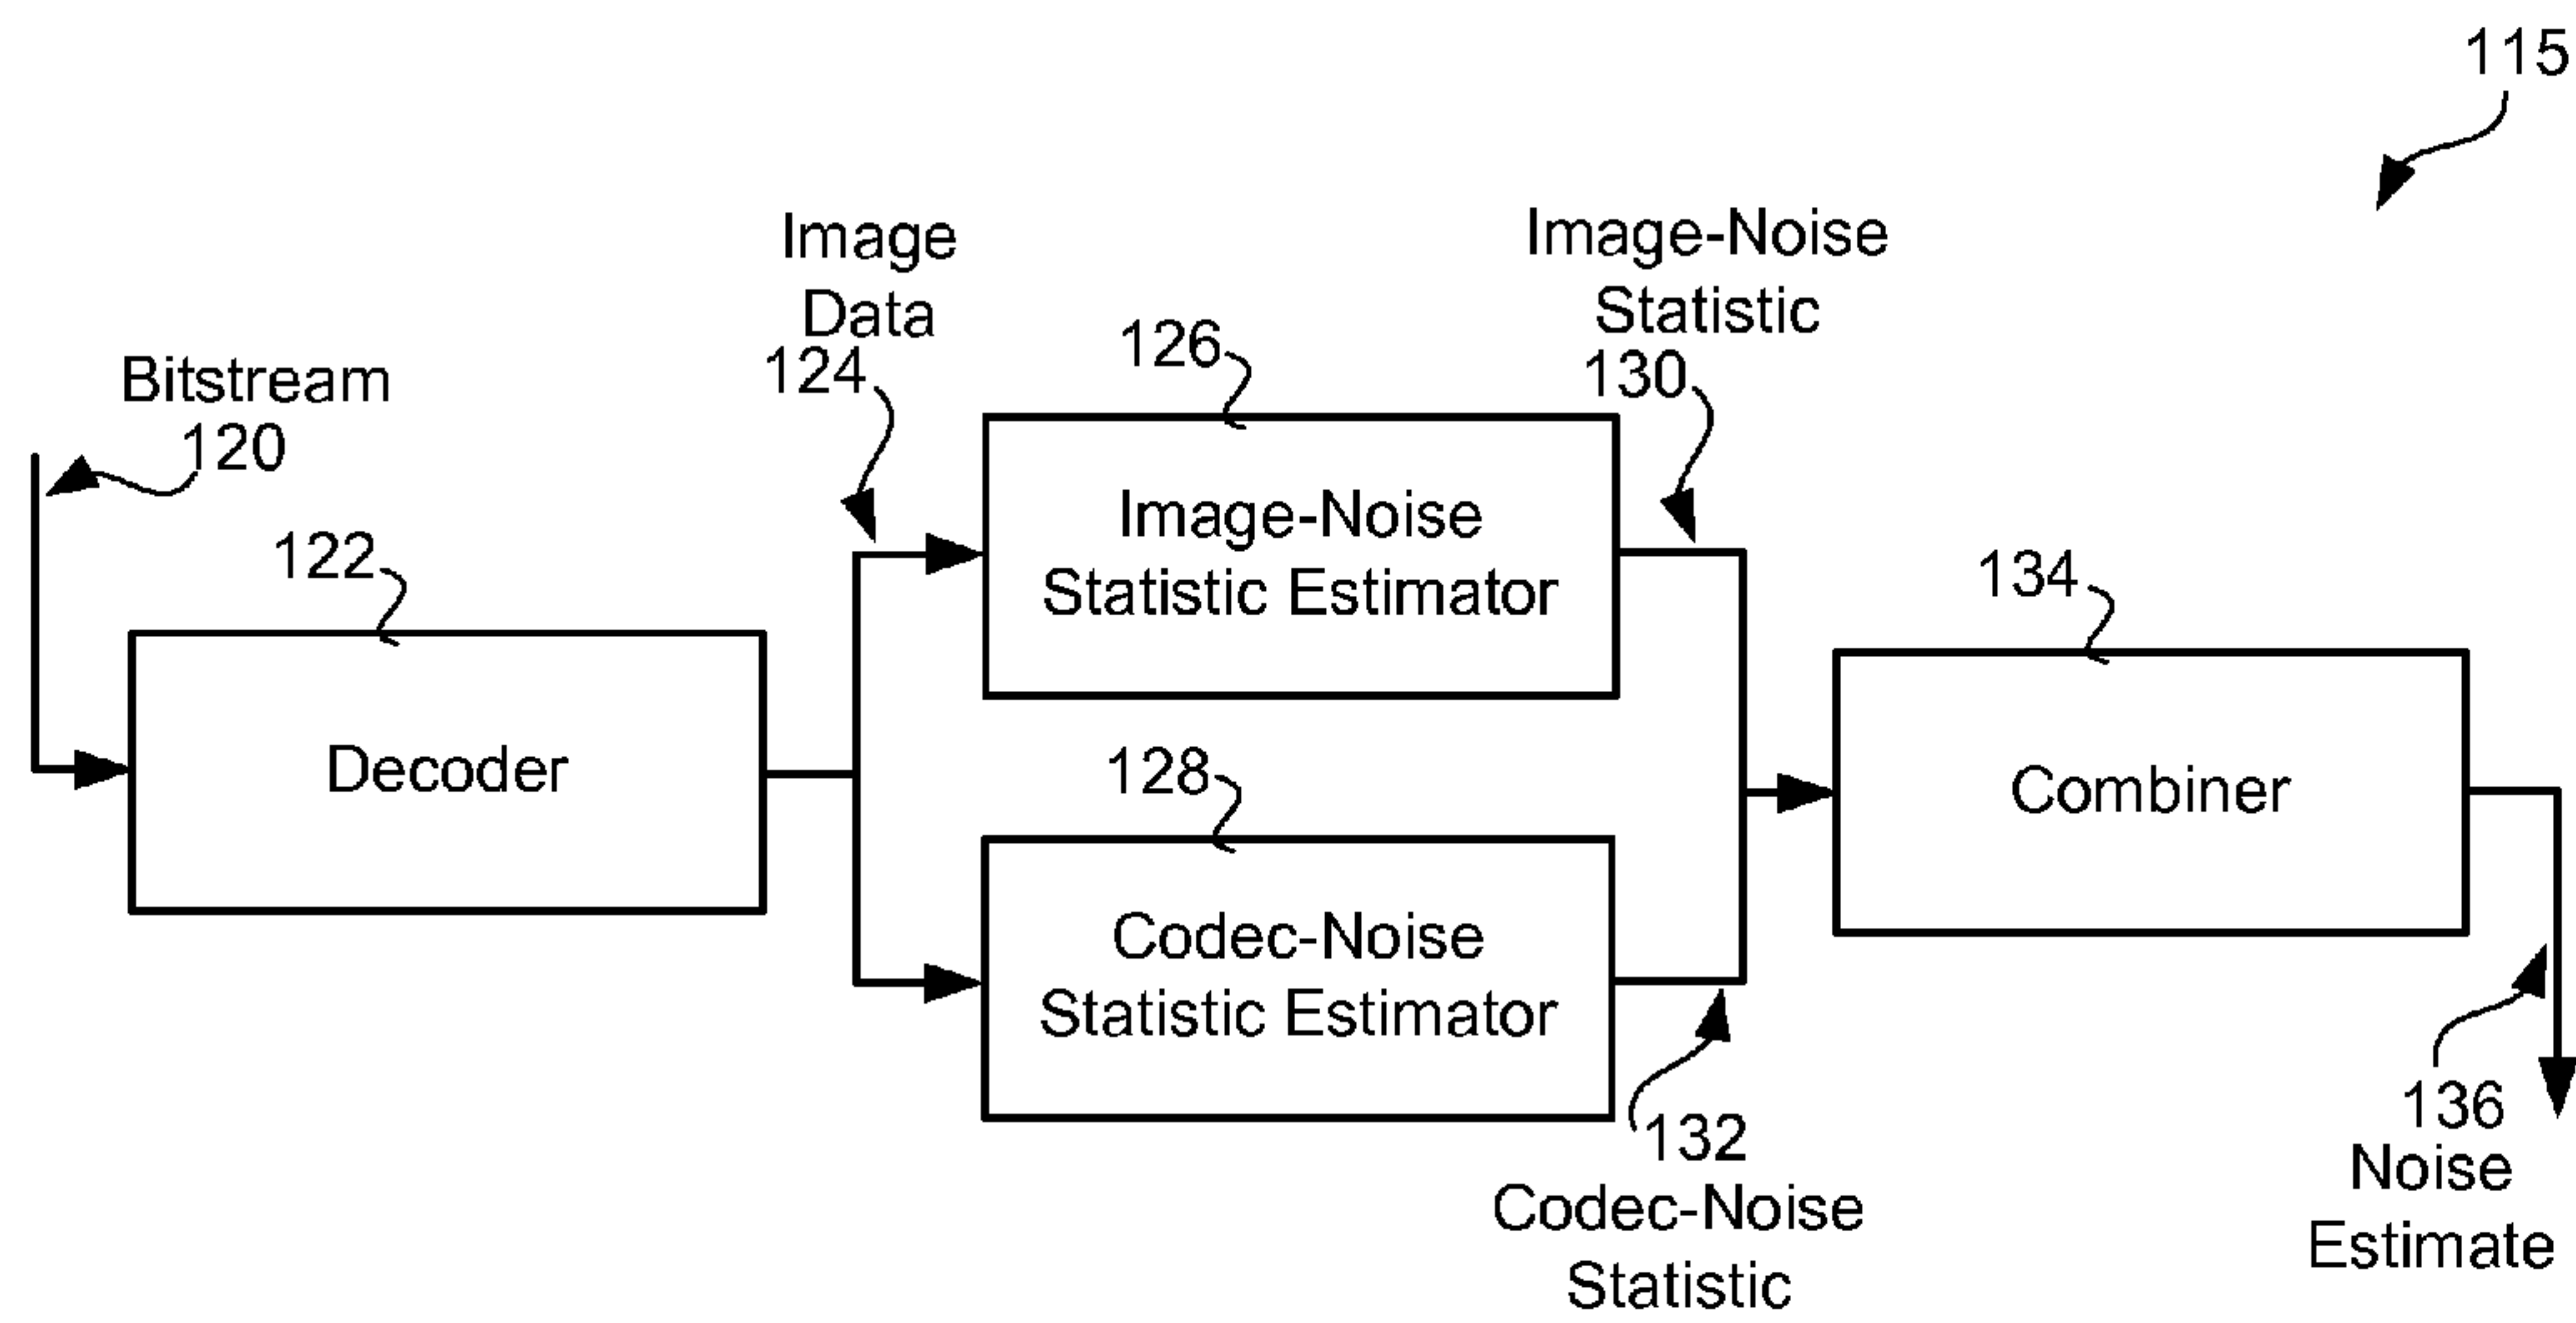 115
Image
Data
124
Image-Noise
Statistic
130
126
Bitstream
120
Image-Noise
Statistic Estimator
122
134
Decoder
128
Combiner
Codec-Noise
Statistic Estimator
132
Codec-Noise
Statistic
136
Noise
Estimate